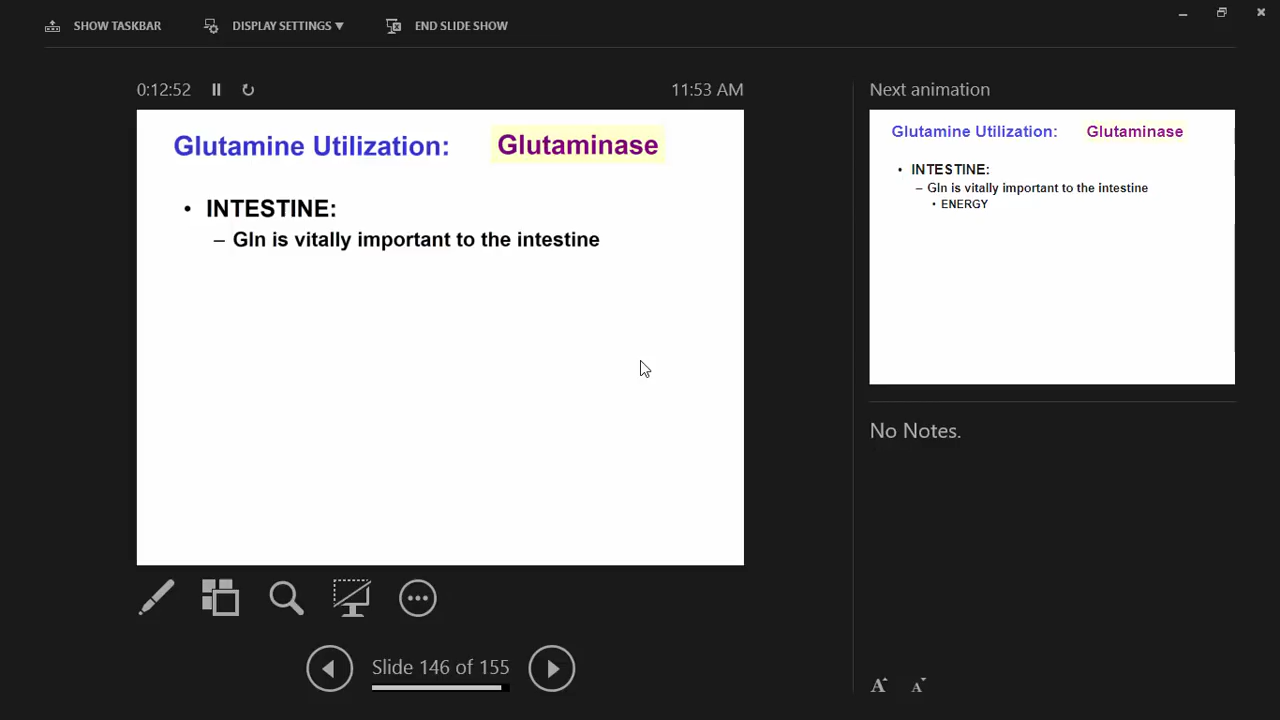 SHOW TASKBAR
DISPLAY SETTINGS ▼
END SLIDE SHOW
0:12:52
11:53 AM
Glutamine Utilization: Glutaminase
• INTESTINE:
– Gln is vitally important to the intestine
Slide 146 of 155
Next animation
Glutamine Utilization: Glutaminase
• INTESTINE:
– Gln is vitally important to the intestine
• ENERGY
No Notes.
A A